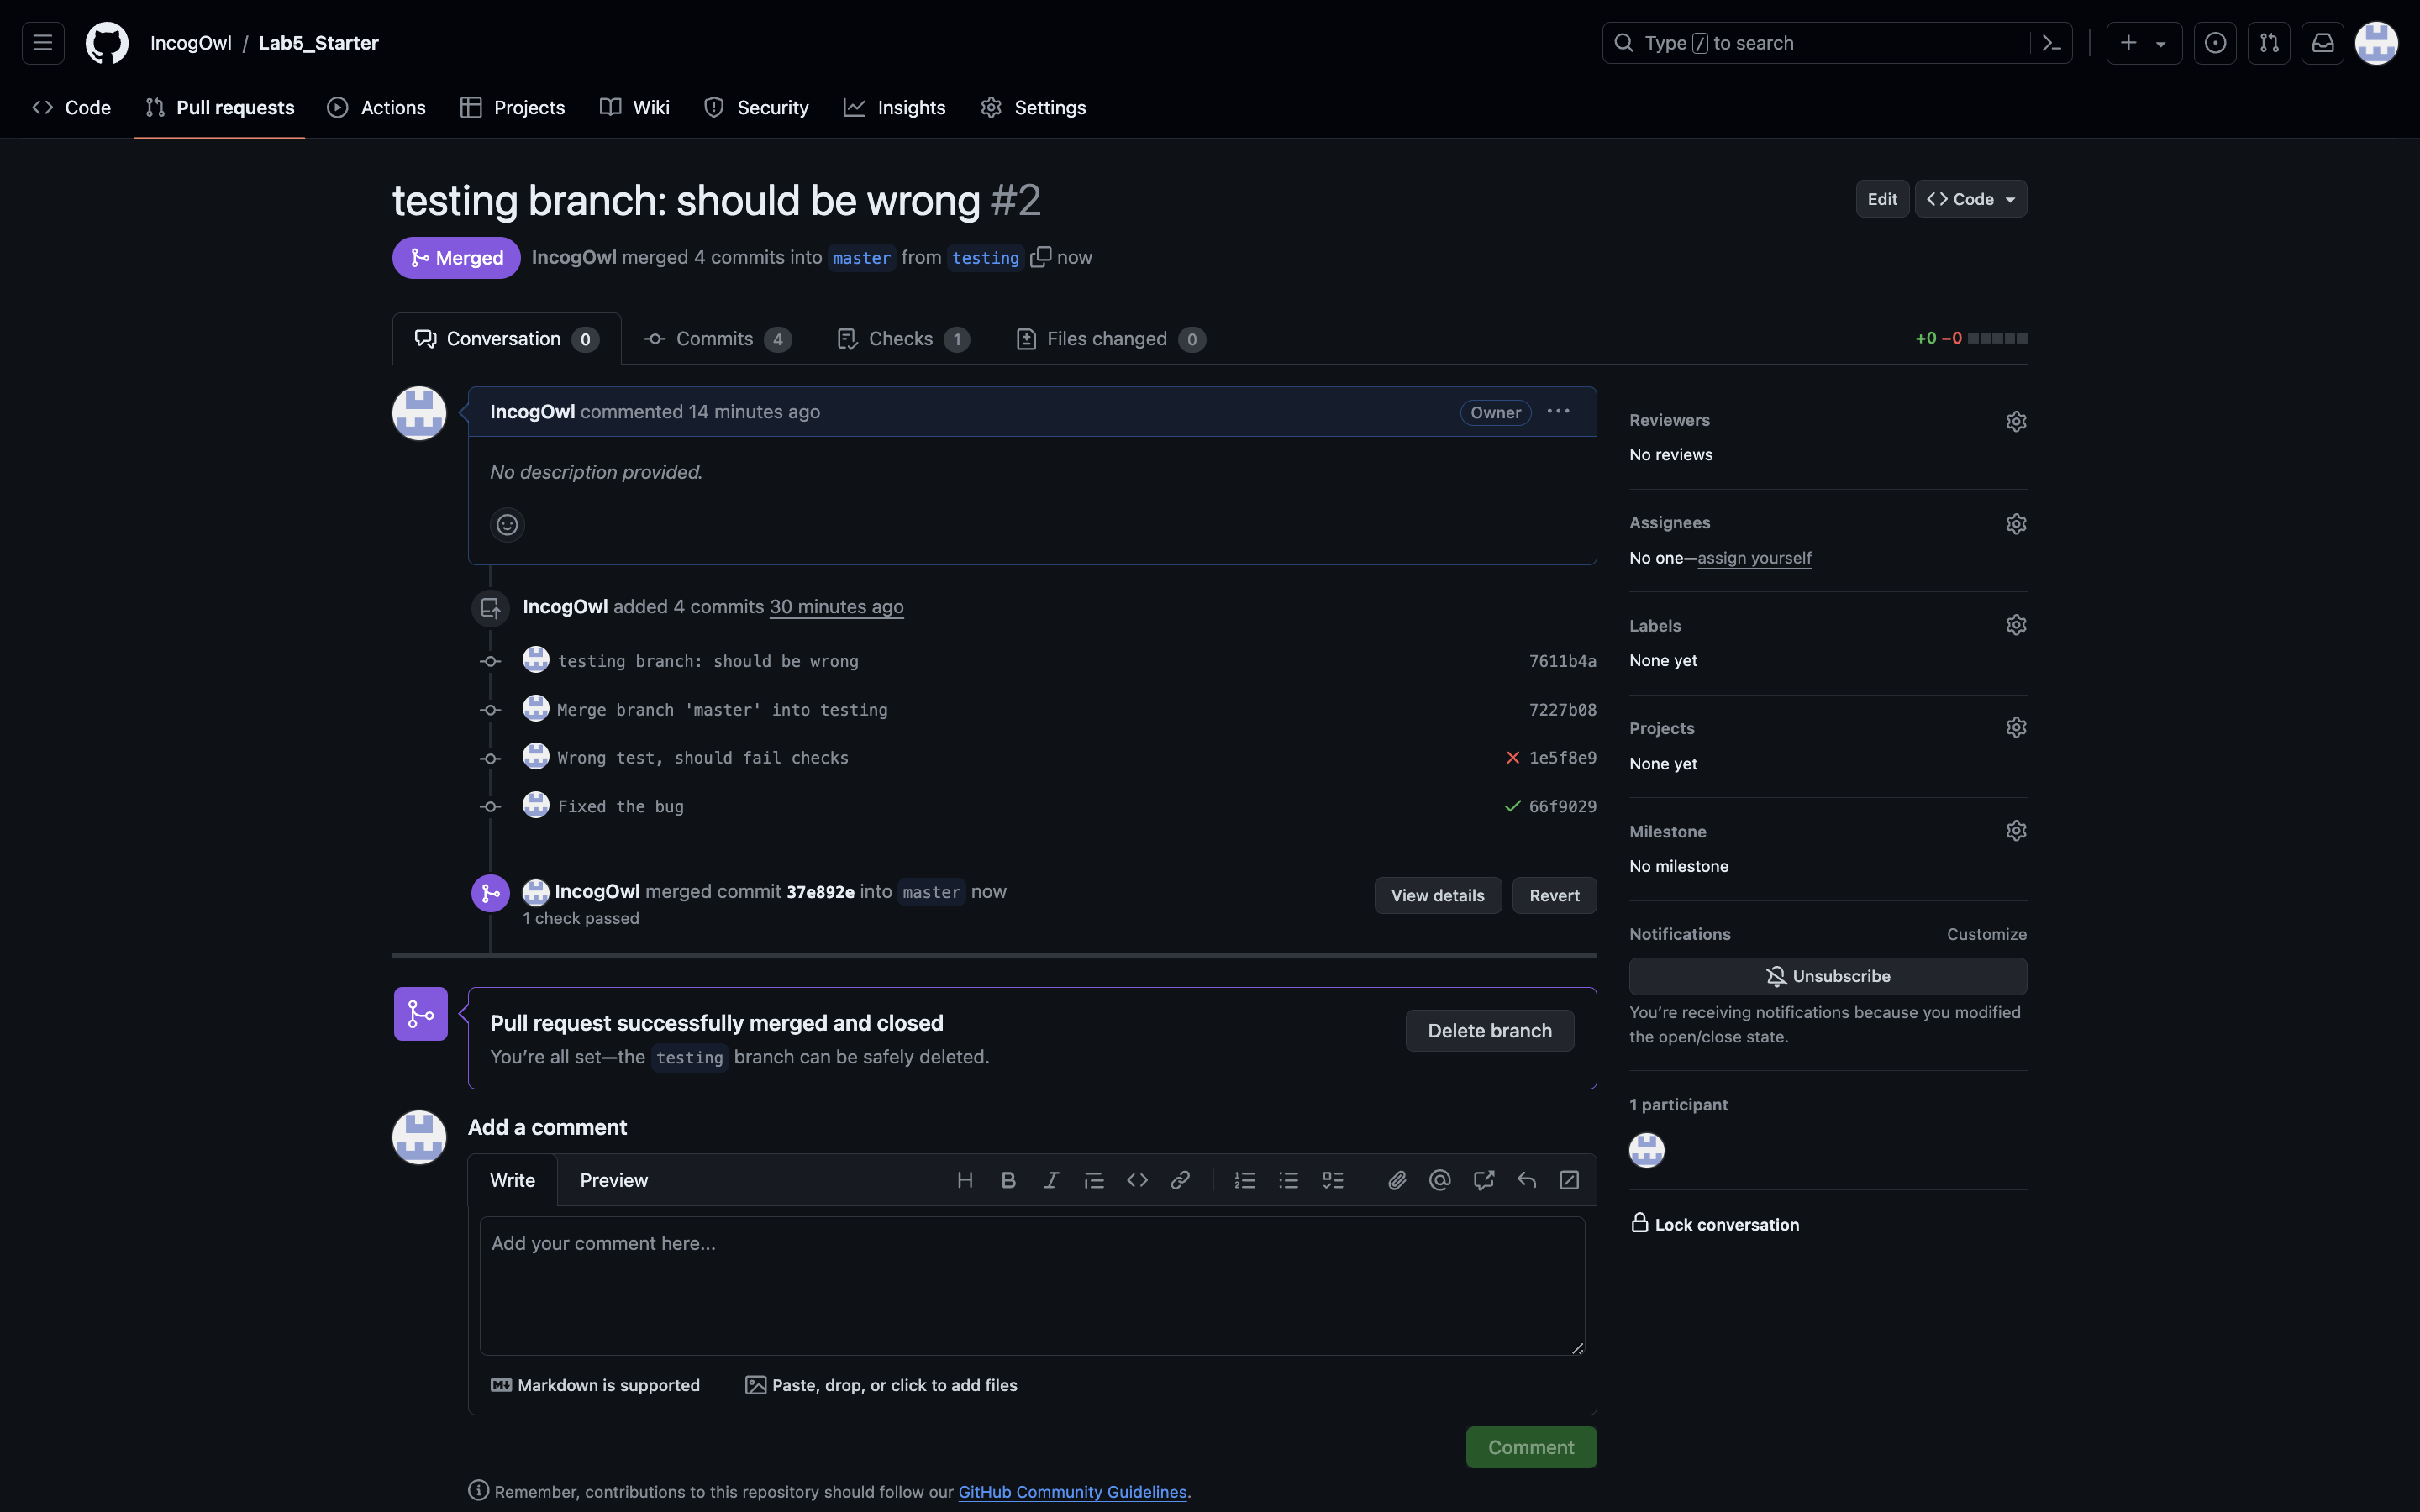 IncogOwl / Lab5_Starter
Type / to search
Code
Pull requests
Actions
Projects
Wiki
Security
Insights
Settings
testing branch: should be wrong #2
Edit
Code
Merged
IncogOwl merged 4 commits into master from testing now
Conversation 0
Commits 4
Checks 1
Files changed 0
+0 −0
IncogOwl commented 14 minutes ago
Owner
No description provided.
IncogOwl added 4 commits 30 minutes ago
testing branch: should be wrong 7611b4a
Merge branch 'master' into testing 7227b08
Wrong test, should fail checks 1e5f8e9
Fixed the bug 66f9029
IncogOwl merged commit 37e892e into master now
1 check passed
View details
Revert
Pull request successfully merged and closed
You're all set—the testing branch can be safely deleted.
Delete branch
Add a comment
Write
Preview
Add your comment here...
Markdown is supported
Paste, drop, or click to add files
Comment
Remember, contributions to this repository should follow our GitHub Community Guidelines.
Reviewers
No reviews
Assignees
No one—assign yourself
Labels
None yet
Projects
None yet
Milestone
No milestone
Notifications
Customize
Unsubscribe
You're receiving notifications because you modified
the open/close state.
1 participant
Lock conversation